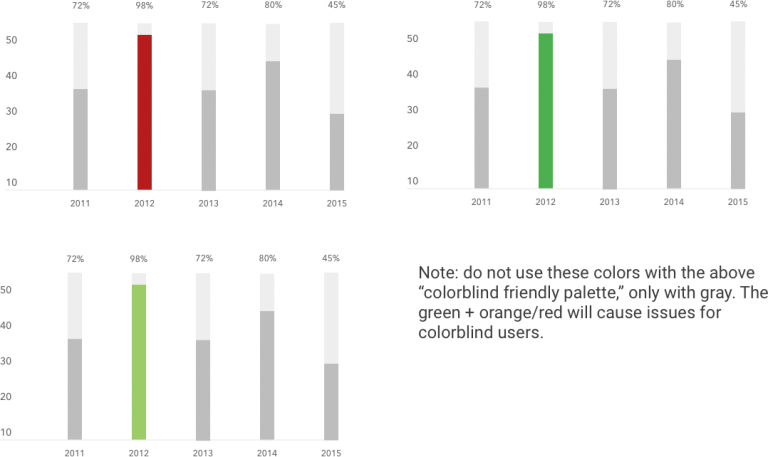 72% 98% 72% 80% 45%
50
40
30
20
10
2011 2012 2013 2014 2015
72% 98% 72% 80% 45%
50
40
30
20
10
2011 2012 2013 2014 2015
72% 98% 72% 80% 45%
50
40
30
20
10
2011 2012 2013 2014 2015
Note: do not use these colors with the above
“colorblind friendly palette,” only with gray. The
green + orange/red will cause issues for
colorblind users.